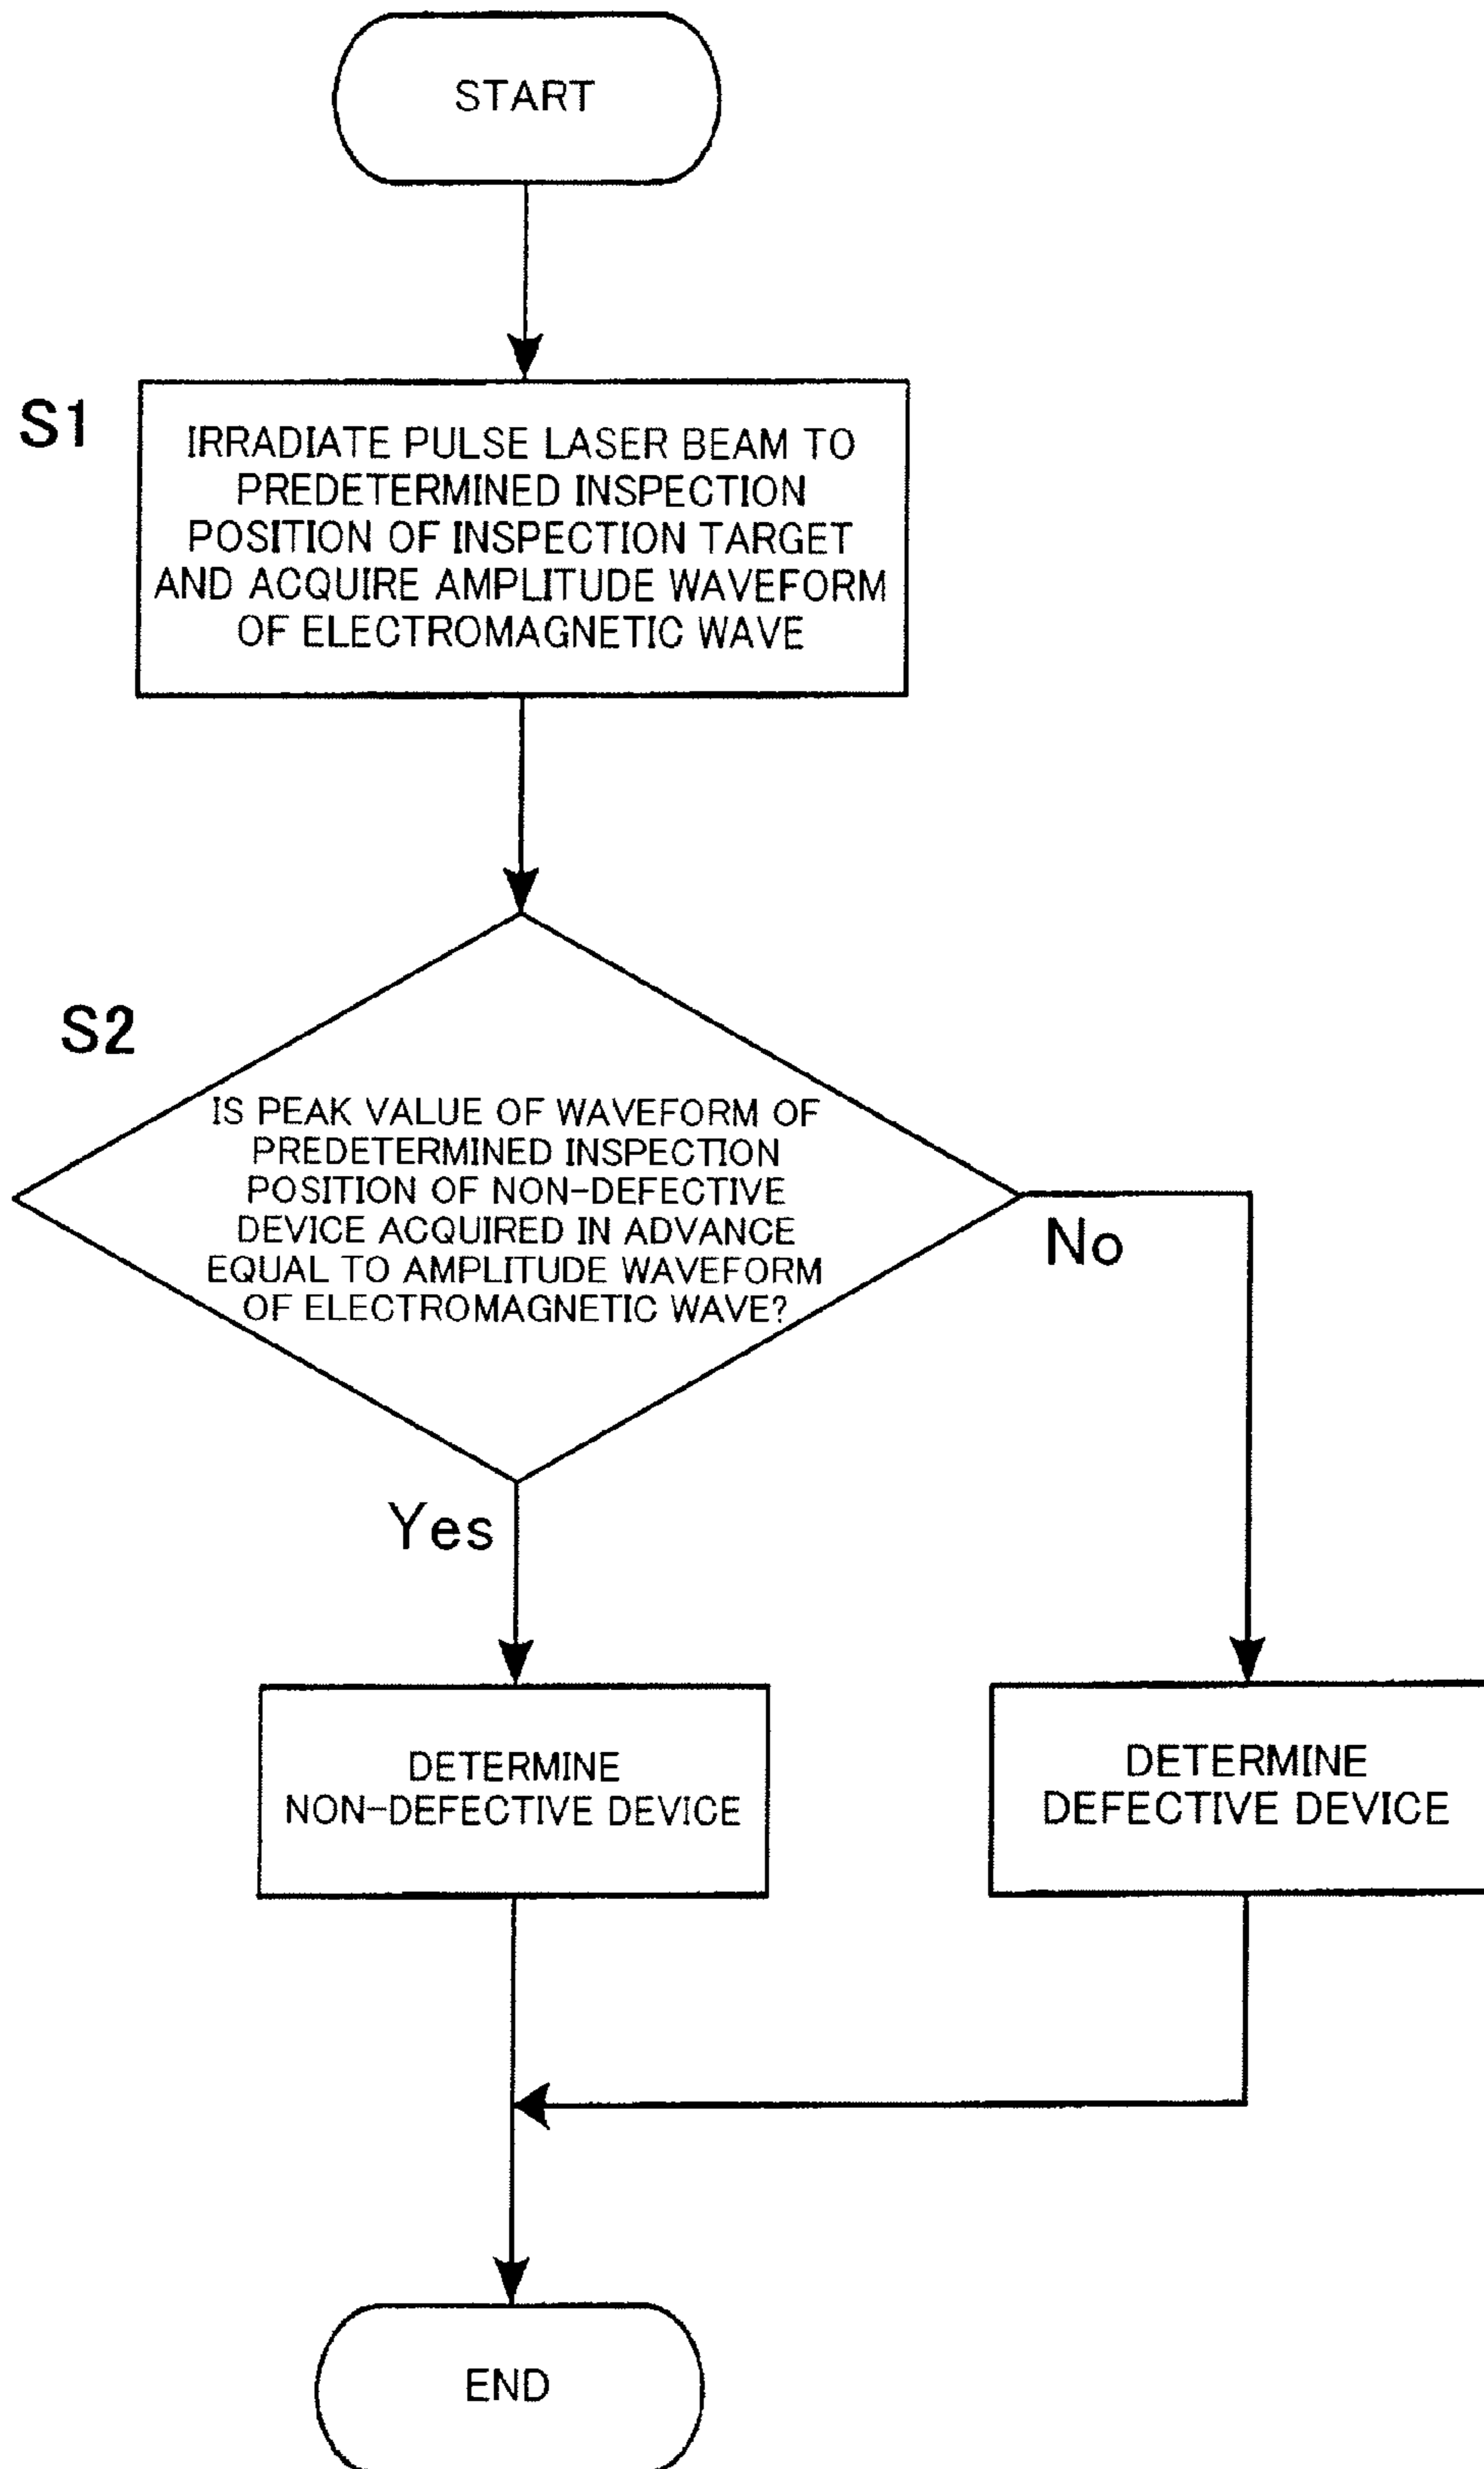 START
S1
IRRADIATE PULSE LASER BEAM TO
PREDETERMINED INSPECTION
POSITION OF INSPECTION TARGET
AND ACQUIRE AMPLITUDE WAVEFORM
OF ELECTROMAGNETIC WAVE
S2
IS PEAK VALUE OF WAVEFORM OF
PREDETERMINED INSPECTION
POSITION OF NON-DEFECTIVE
DEVICE ACQUIRED IN ADVANCE
EQUAL TO AMPLITUDE WAVEFORM
OF ELECTROMAGNETIC WAVE?
No
Yes
DETERMINE
NON-DEFECTIVE DEVICE
DETERMINE
DEFECTIVE DEVICE
END